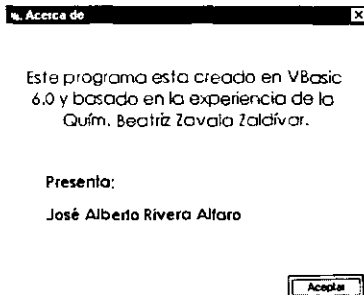 Acerca de
Este programa esta creado en VBasic
6.0 y basado en la experiencia de la
Quím. Beatriz Zavala Zaldívar.
Presenta:
José Alberto Rivera Alfaro
Aceptar